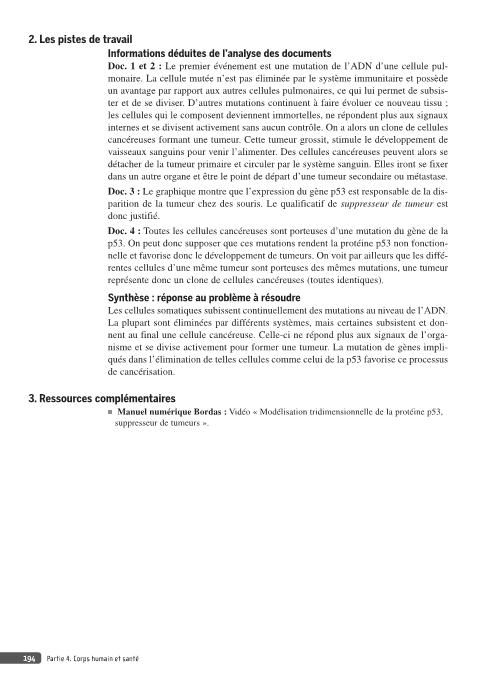 2. Les pistes de travail
Informations déduites de l'analyse des documents
Doc. 1 et 2 : Le premier événement est une mutation de l'ADN d'une cellule pul-
monaire. La cellule mutée n'est pas éliminée par le système immunitaire et possède
un avantage par rapport aux autres cellules pulmonaires, ce qui lui permet de subsis-
ter et de se diviser. D'autres mutations continuent à faire évoluer ce nouveau tissu ;
les cellules qui le composent deviennent immortelles, ne répondent plus aux signaux
internes et se divisent activement sans aucun contrôle. On a alors un clone de cellules
cancéreuses formant une tumeur. Cette tumeur grossit, stimule le développement de
vaisseaux sanguins pour venir l'alimenter. Des cellules cancéreuses peuvent alors se
détacher de la tumeur primaire et circuler par le système sanguin. Elles iront se fixer
dans un autre organe et être le point de départ d'une tumeur secondaire ou métastase.
Doc. 3 : Le graphique montre que l'expression du gène p53 est responsable de la dis-
parition de la tumeur chez des souris. Le qualificatif de suppresseur de tumeur est
donc justifié.
Doc. 4 : Toutes les cellules cancéreuses sont porteuses d'une mutation du gène de la
p53. On peut donc supposer que ces mutations rendent la protéine p53 non fonction-
nelle et favorise donc le développement de tumeurs. On voit par ailleurs que les diffé-
rentes cellules d'une même tumeur sont porteuses des mêmes mutations, une tumeur
représente donc un clone de cellules cancéreuses (toutes identiques).
Synthèse : réponse au problème à résoudre
Les cellules somatiques subissent continuellement des mutations au niveau de l'ADN.
La plupart sont éliminées par différents systèmes, mais certaines subsistent et don-
nent au final une cellule cancéreuse. Celle-ci ne répond plus aux signaux de l'orga-
nisme et se divise activement pour former une tumeur. La mutation de gènes impli-
qués dans l'élimination de telles cellules comme celui de la p53 favorise ce processus
de cancérisation.
3. Ressources complémentaires
■ Manuel numérique Bordas : Vidéo « Modélisation tridimensionnelle de la protéine p53,
suppresseur de tumeurs ».
194 Partie 4. Corps humain et santé